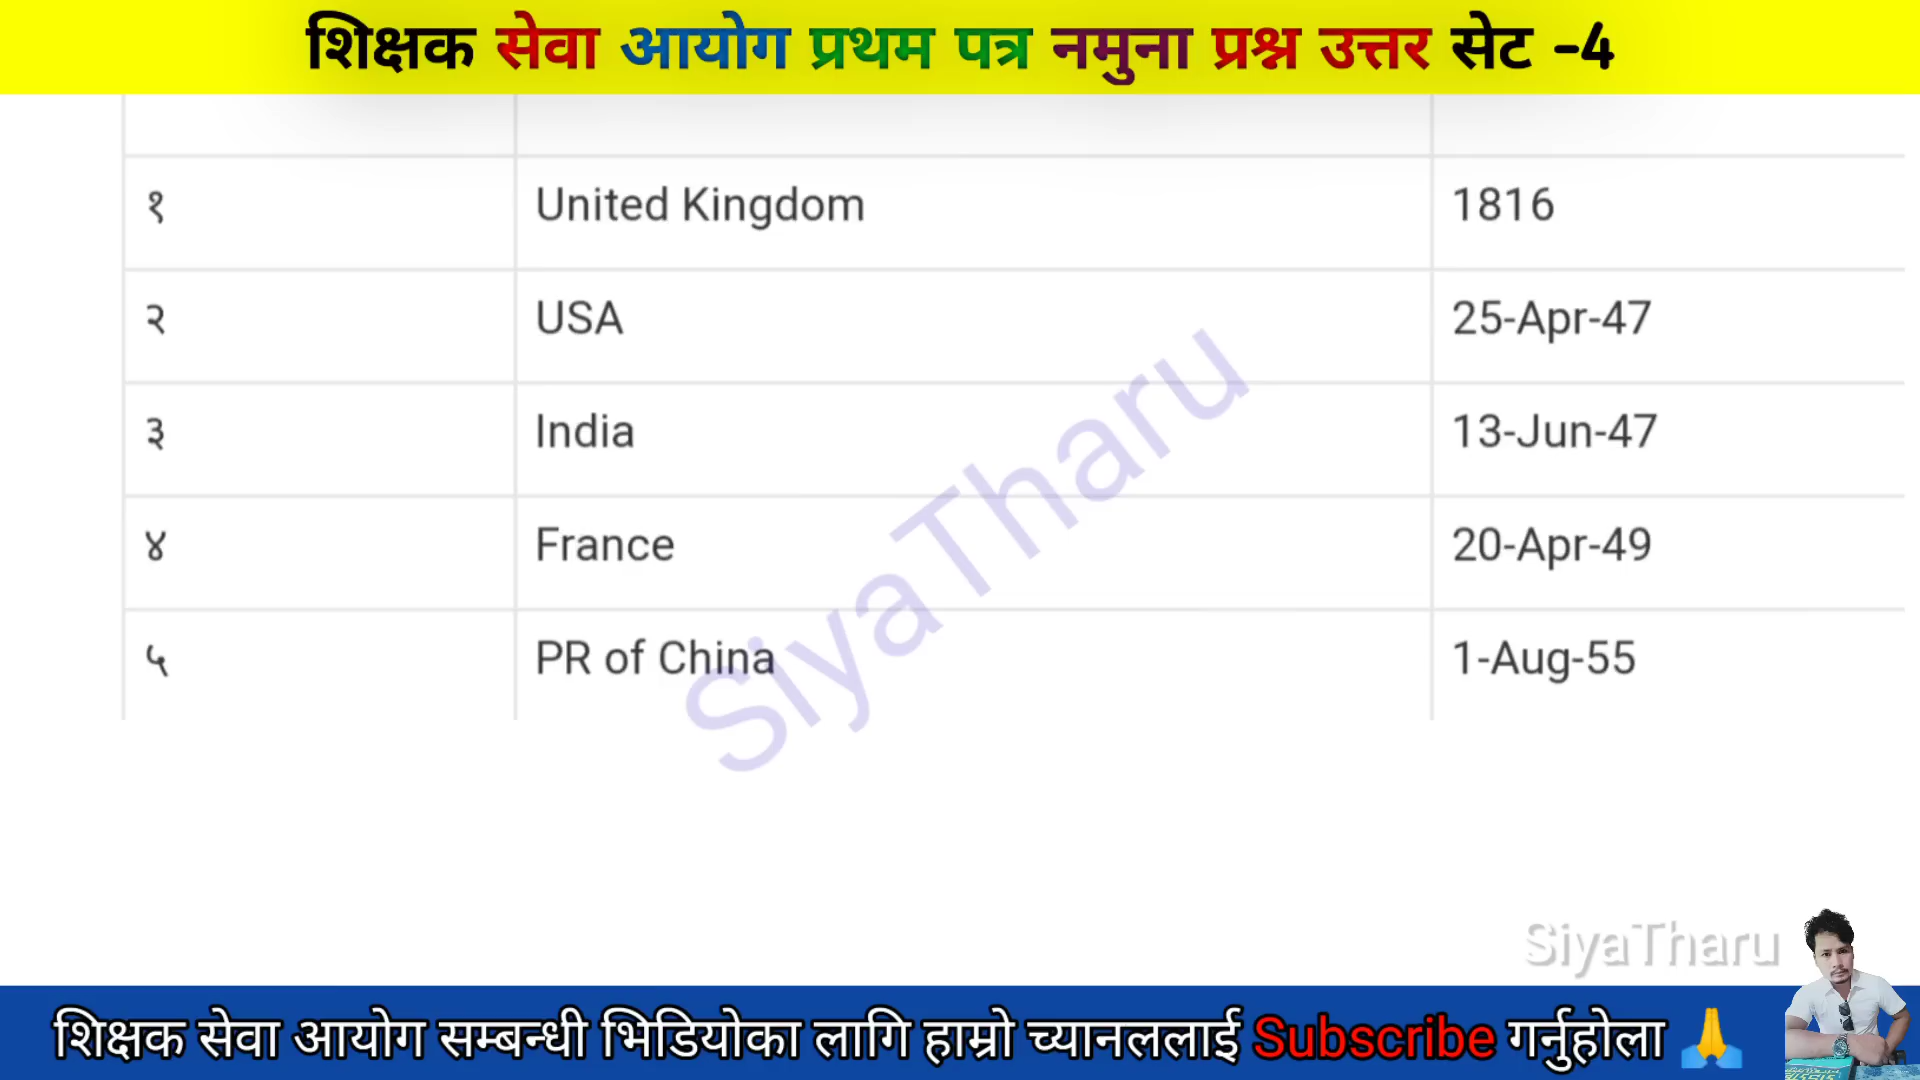 शिक्षक सेवा आयोग प्रथम पत्र नमुना प्रश्न उत्तर सेट -4
१ United Kingdom 1816
२ USA 25-Apr-47
३ India 13-Jun-47
४ France 20-Apr-49
५ PR of China 1-Aug-55
SiyaTharu
SiyaTharu
शिक्षक सेवा आयोग सम्बन्धी भिडियोका लागि हाम्रो च्यानललाई Subscribe गर्नुहोला 🙏